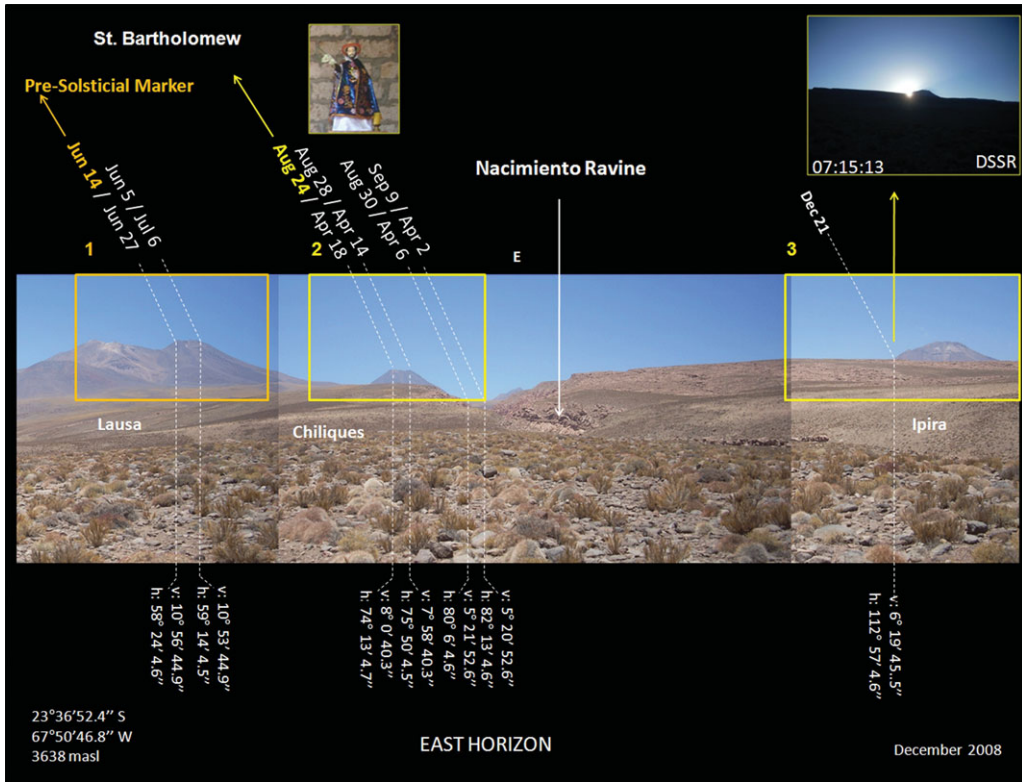 St. Bartholomew
Pre-Solsticial Marker
Jun 14 / Jun 27
Jun 5 / Jul 6
Aug 24 / Apr 18
Aug 28 / Apr 14
Aug 30 / Apr 6
Sep 9 / Apr 2
Nacimiento Ravine
07:15:13
DSSR
Dec 21
1
2
E
3
Lausa
Chiliques
Ipira
v: 10° 56’ 44.9’’
h: 58° 24’ 4.6’’
v: 10° 53’ 44.9’’
h: 59° 14’ 4.5’’
v: 8° 0’ 40.3’’
h: 74° 13’ 4.7’’
v: 7° 58’ 40.3’’
h: 75° 50’ 4.5’’
v: 5° 21’ 52.6’’
h: 80° 6’ 4.6’’
v: 5° 20’ 52.6’’
h: 82° 13’ 4.6’’
v: 6° 19’ 45..5’’
h: 112° 57’ 4.6’’
23°36’52.4’’ S
67°50’46.8’’ W
3638 masl
EAST HORIZON
December 2008